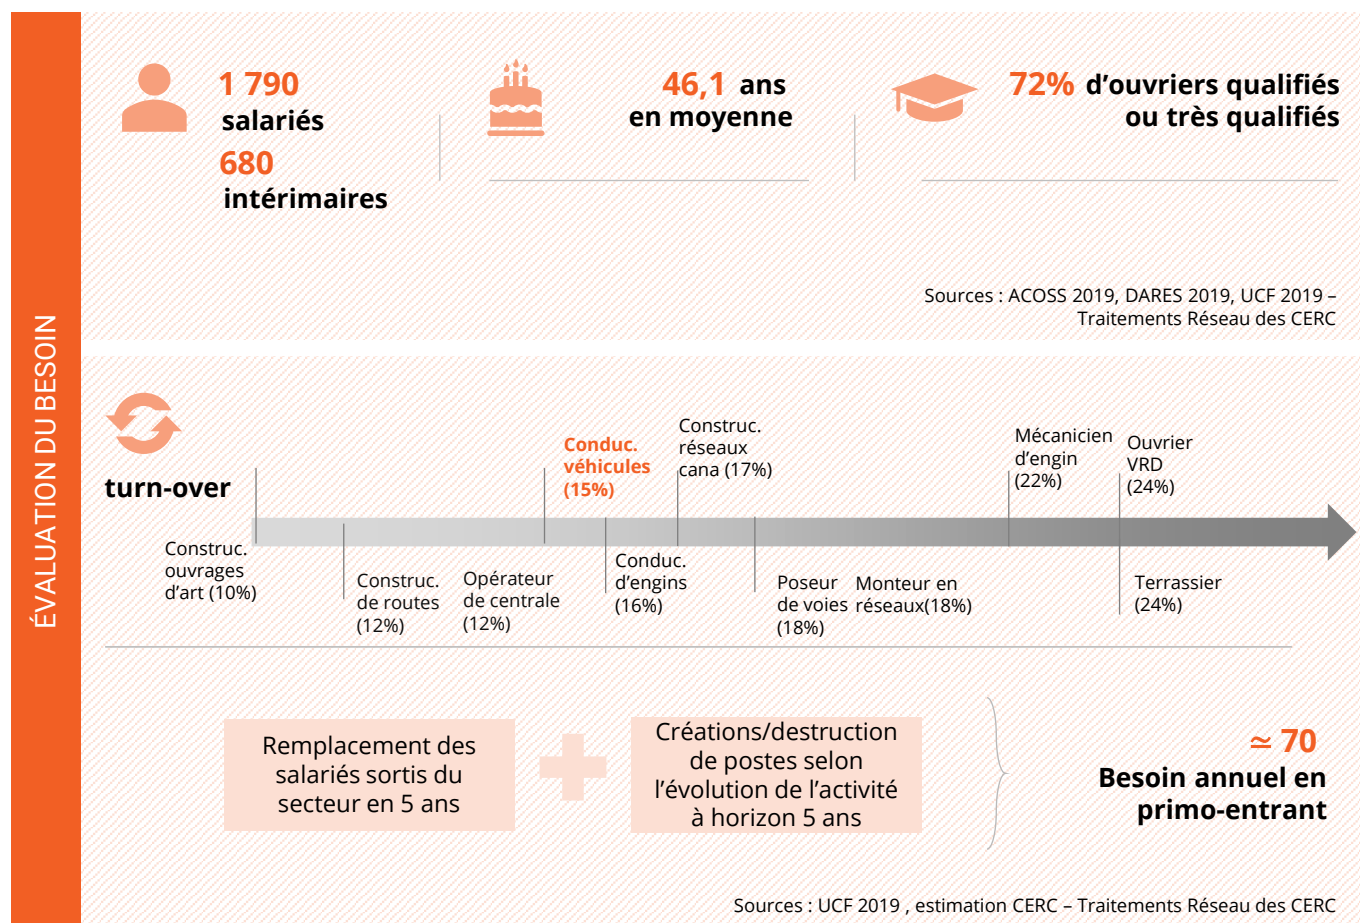 ÉVALUATION DU BESOIN
1 790
salariés
680
intérimaires
46,1 ans
en moyenne
72% d'ouvriers qualifiés
ou très qualifiés
Sources : ACOSS 2019, DARES 2019, UCF 2019 –
Traitements Réseau des CERC
turn-over
Construc.
ouvrages
d'art (10%)
Construc.
de routes
(12%)
Opérateur
de centrale
(12%)
Conduc.
véhicules
(15%)
Conduc.
d'engins
(16%)
Construc.
réseaux
cana (17%)
Poseur
de voies
(18%)
Monteur en
réseaux(18%)
Mécanicien
d'engin
(22%)
Ouvrier
VRD
(24%)
Terrassier
(24%)
Remplacement des
salariés sortis du
secteur en 5 ans
Créations/destruction
de postes selon
l'évolution de l'activité
à horizon 5 ans
≃ 70
Besoin annuel en
primo-entrant
Sources : UCF 2019 , estimation CERC – Traitements Réseau des CERC